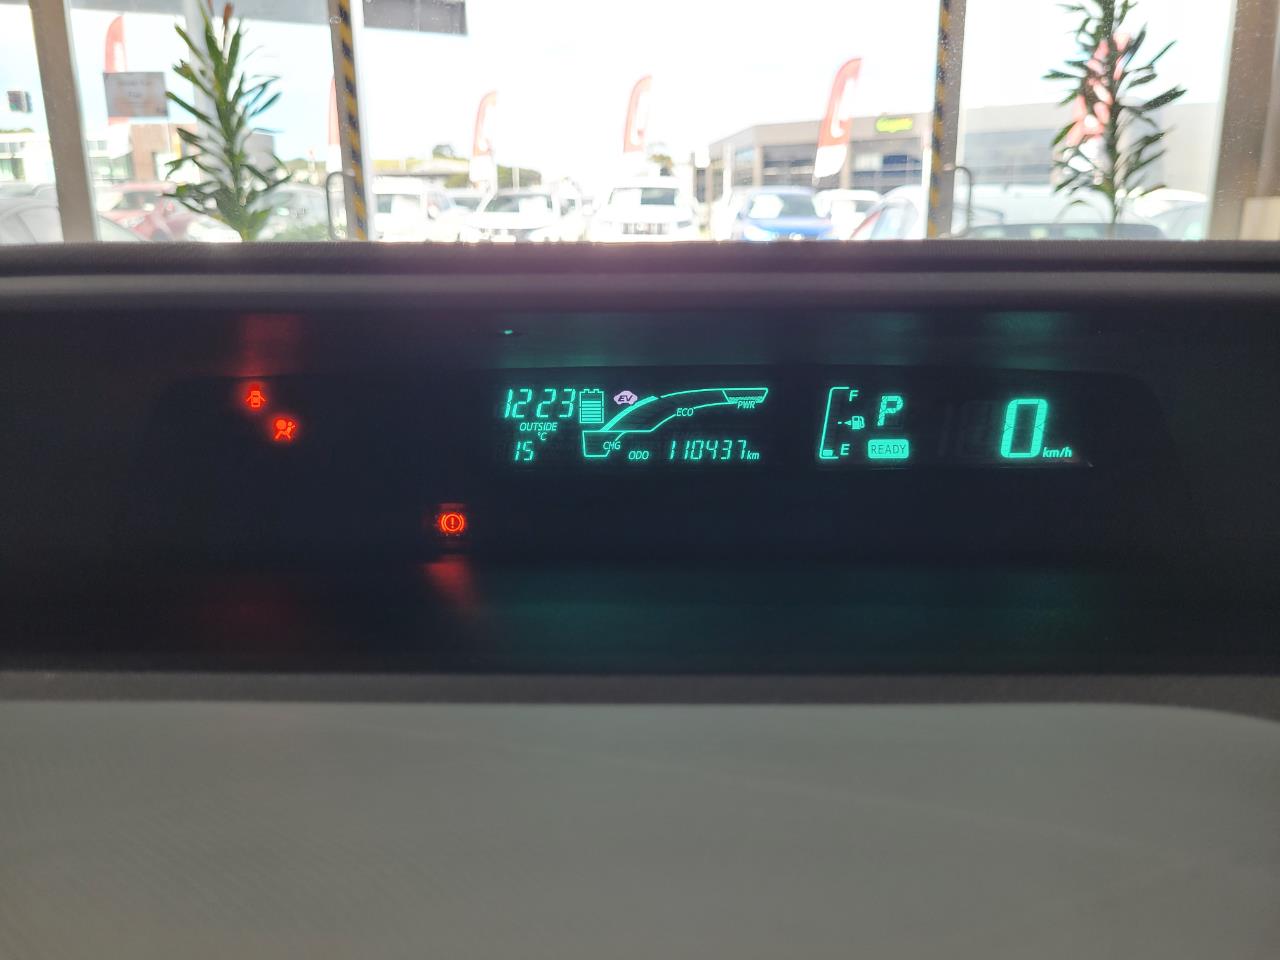 12:23
EV
ECO
PWR
OUTSIDE
°C
15
CHG
ODO
110437 km
F
E
P
READY
0 km/h